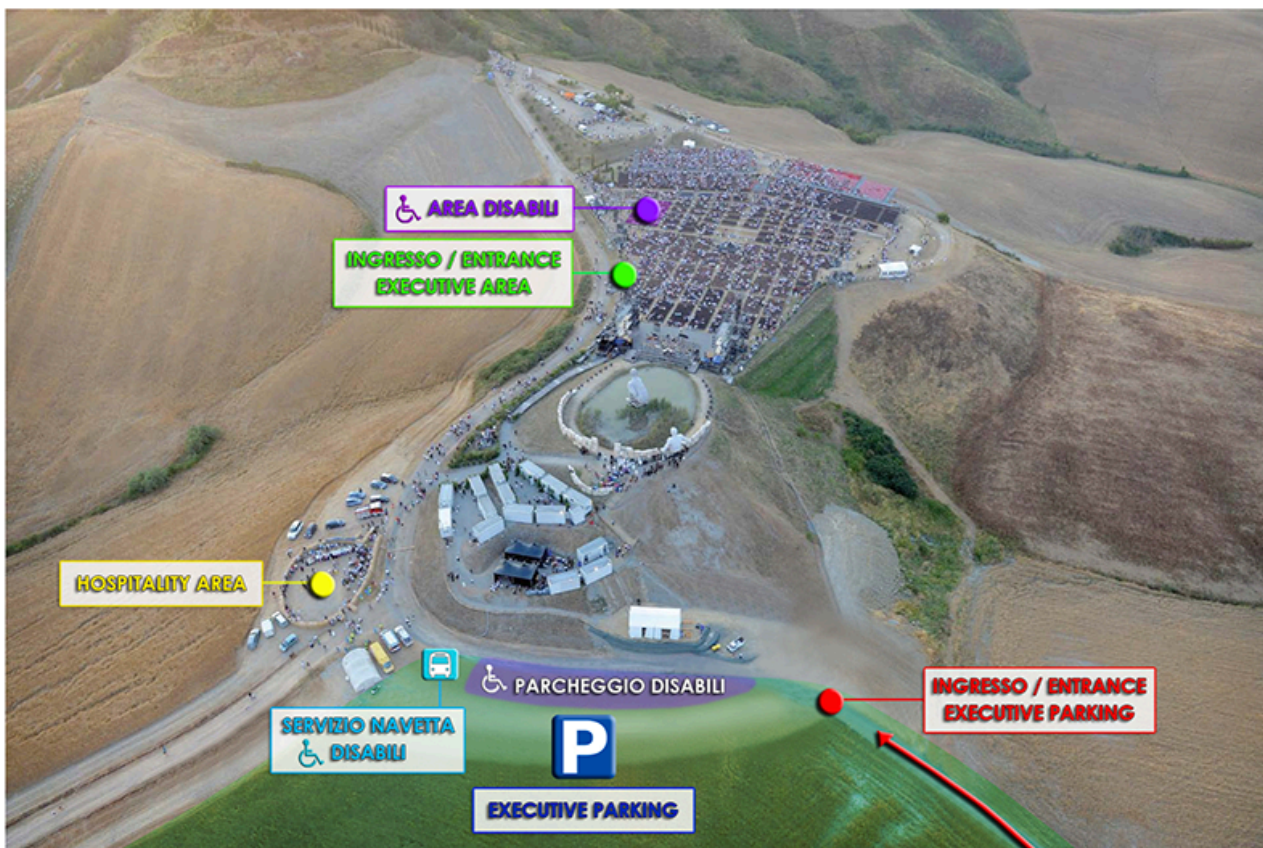 AREA DISABILI
INGRESSO / ENTRANCE
EXECUTIVE AREA
HOSPITALITY AREA
PARCHEGGIO DISABILI
INGRESSO / ENTRANCE
EXECUTIVE PARKING
SERVIZIO NAVETTA
DISABILI
P
EXECUTIVE PARKING